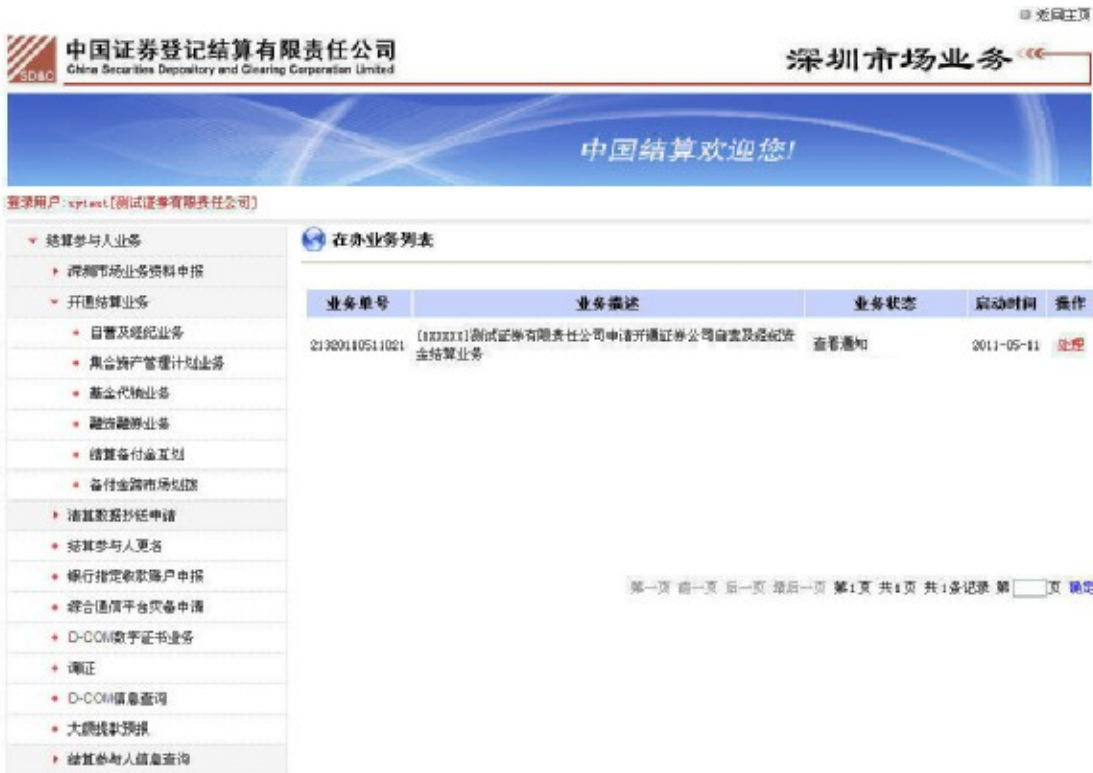 返回主页
中国证券登记结算有限责任公司
China Securities Depository and Clearing Corporation Limited
SD&C
深圳市场业务
中国结算欢迎您!
登录用户:xytest[测试证券有限责任公司]
结算参与人业务
深圳市场业务资料申报
开通结算业务
自营及经纪业务
集合资产管理计划业务
基金代销业务
融资融券业务
结算备付金互划
备付金跨市场划拨
清算数据抄送申请
结算参与人更名
银行指定收款账户申报
综合通信平台灾备申请
D-COM数字证书业务
调证
D-COM信息查询
大额提款预报
结算参与人信息查询
在办业务列表
业务单号 业务描述 业务状态 启动时间 操作
21320110511021 [XXXXXX]测试证券有限责任公司申请开通证券公司自营及经纪资 查看通知 2011-05-11 处理
金结算业务
第一页 前一页 后一页 最后一页 第1页 共1页 共1条记录 第 页 确定